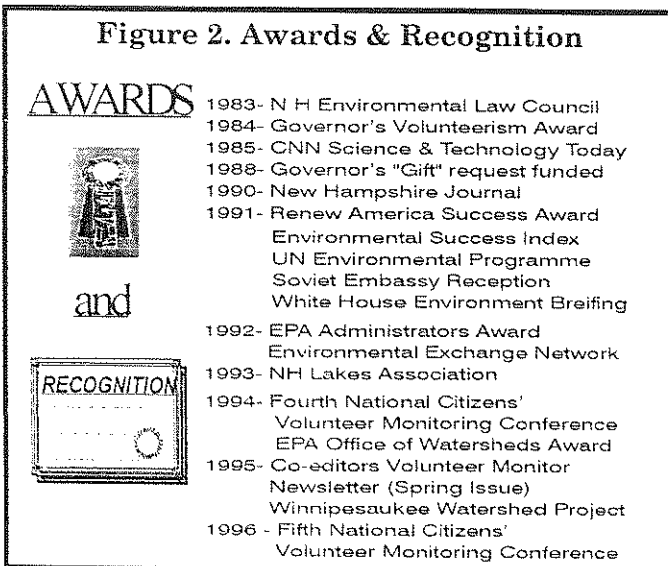 Figure 2. Awards & Recognition
AWARDS
and
RECOGNITION
1983- N H Environmental Law Council
1984- Governor's Volunteerism Award
1985- CNN Science & Technology Today
1988- Governor's "Gift" request funded
1990- New Hampshire Journal
1991- Renew America Success Award
Environmental Success Index
UN Environmental Programme
Soviet Embassy Reception
White House Environment Breifing
1992- EPA Administrators Award
Environmental Exchange Network
1993- NH Lakes Association
1994- Fourth National Citizens'
Volunteer Monitoring Conference
EPA Office of Watersheds Award
1995- Co-editors Volunteer Monitor
Newsletter (Spring Issue)
Winnipesaukee Watershed Project
1996 - Fifth National Citizens'
Volunteer Monitoring Conference